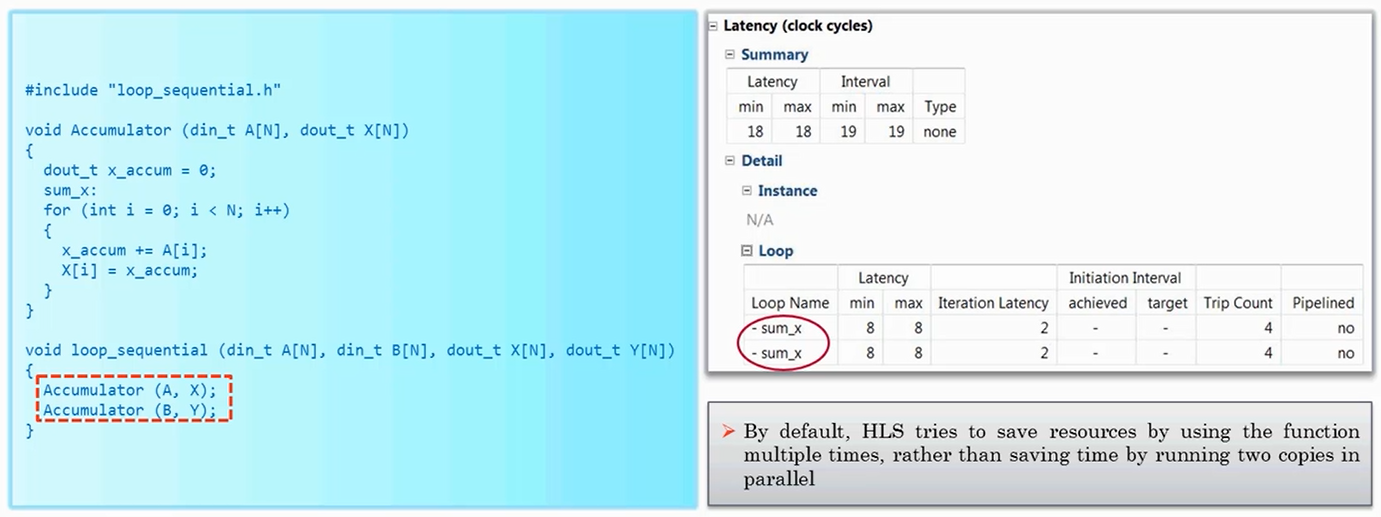 #include "loop_sequential.h"
void Accumulator (din_t A[N], dout_t X[N])
{
dout_t x_accum = 0;
sum_x:
for (int i = 0; i < N; i++)
{
x_accum += A[i];
X[i] = x_accum;
}
}
void loop_sequential (din_t A[N], din_t B[N], dout_t X[N], dout_t Y[N])
{
Accumulator (A, X);
Accumulator (B, Y);
}
Latency (clock cycles)
Summary
Latency Interval
min max min max Type
18 18 19 19 none
Detail
Instance
N/A
Loop
Latency Initiation Interval
Loop Name min max Iteration Latency achieved target Trip Count Pipelined
- sum_x 8 8 2 - - 4 no
- sum_x 8 8 2 - - 4 no
By default, HLS tries to save resources by using the function
multiple times, rather than saving time by running two copies in
parallel